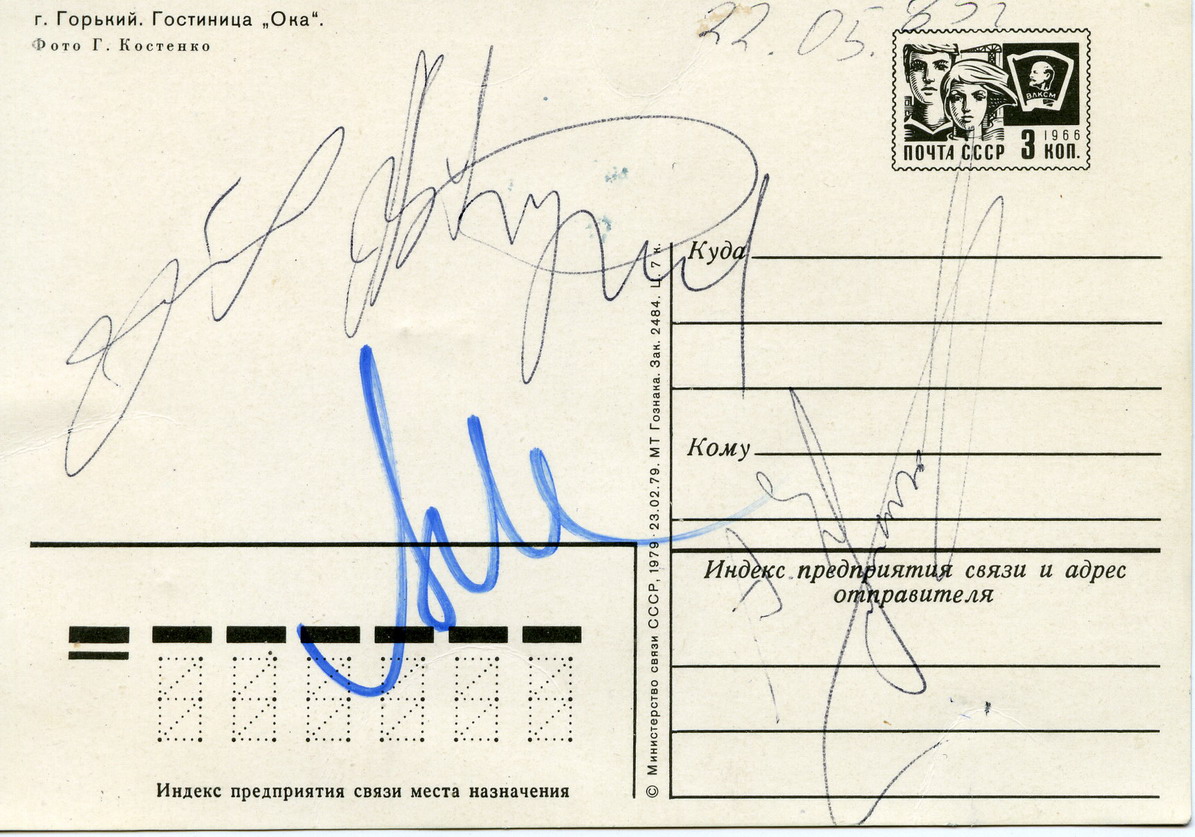 г. Горький. Гостиница „Ока“.
Фото Г. Костенко
22.05.
ВЛКСМ
1966
ПОЧТА СССР 3 КОП.
Куда
Кому
Индекс предприятия связи и адрес
отправителя
© Министерство связи СССР, 1979 · 23.02.79. МТ Гознака. Зак. 2484. Ц. 7 к.
Индекс предприятия связи места назначения